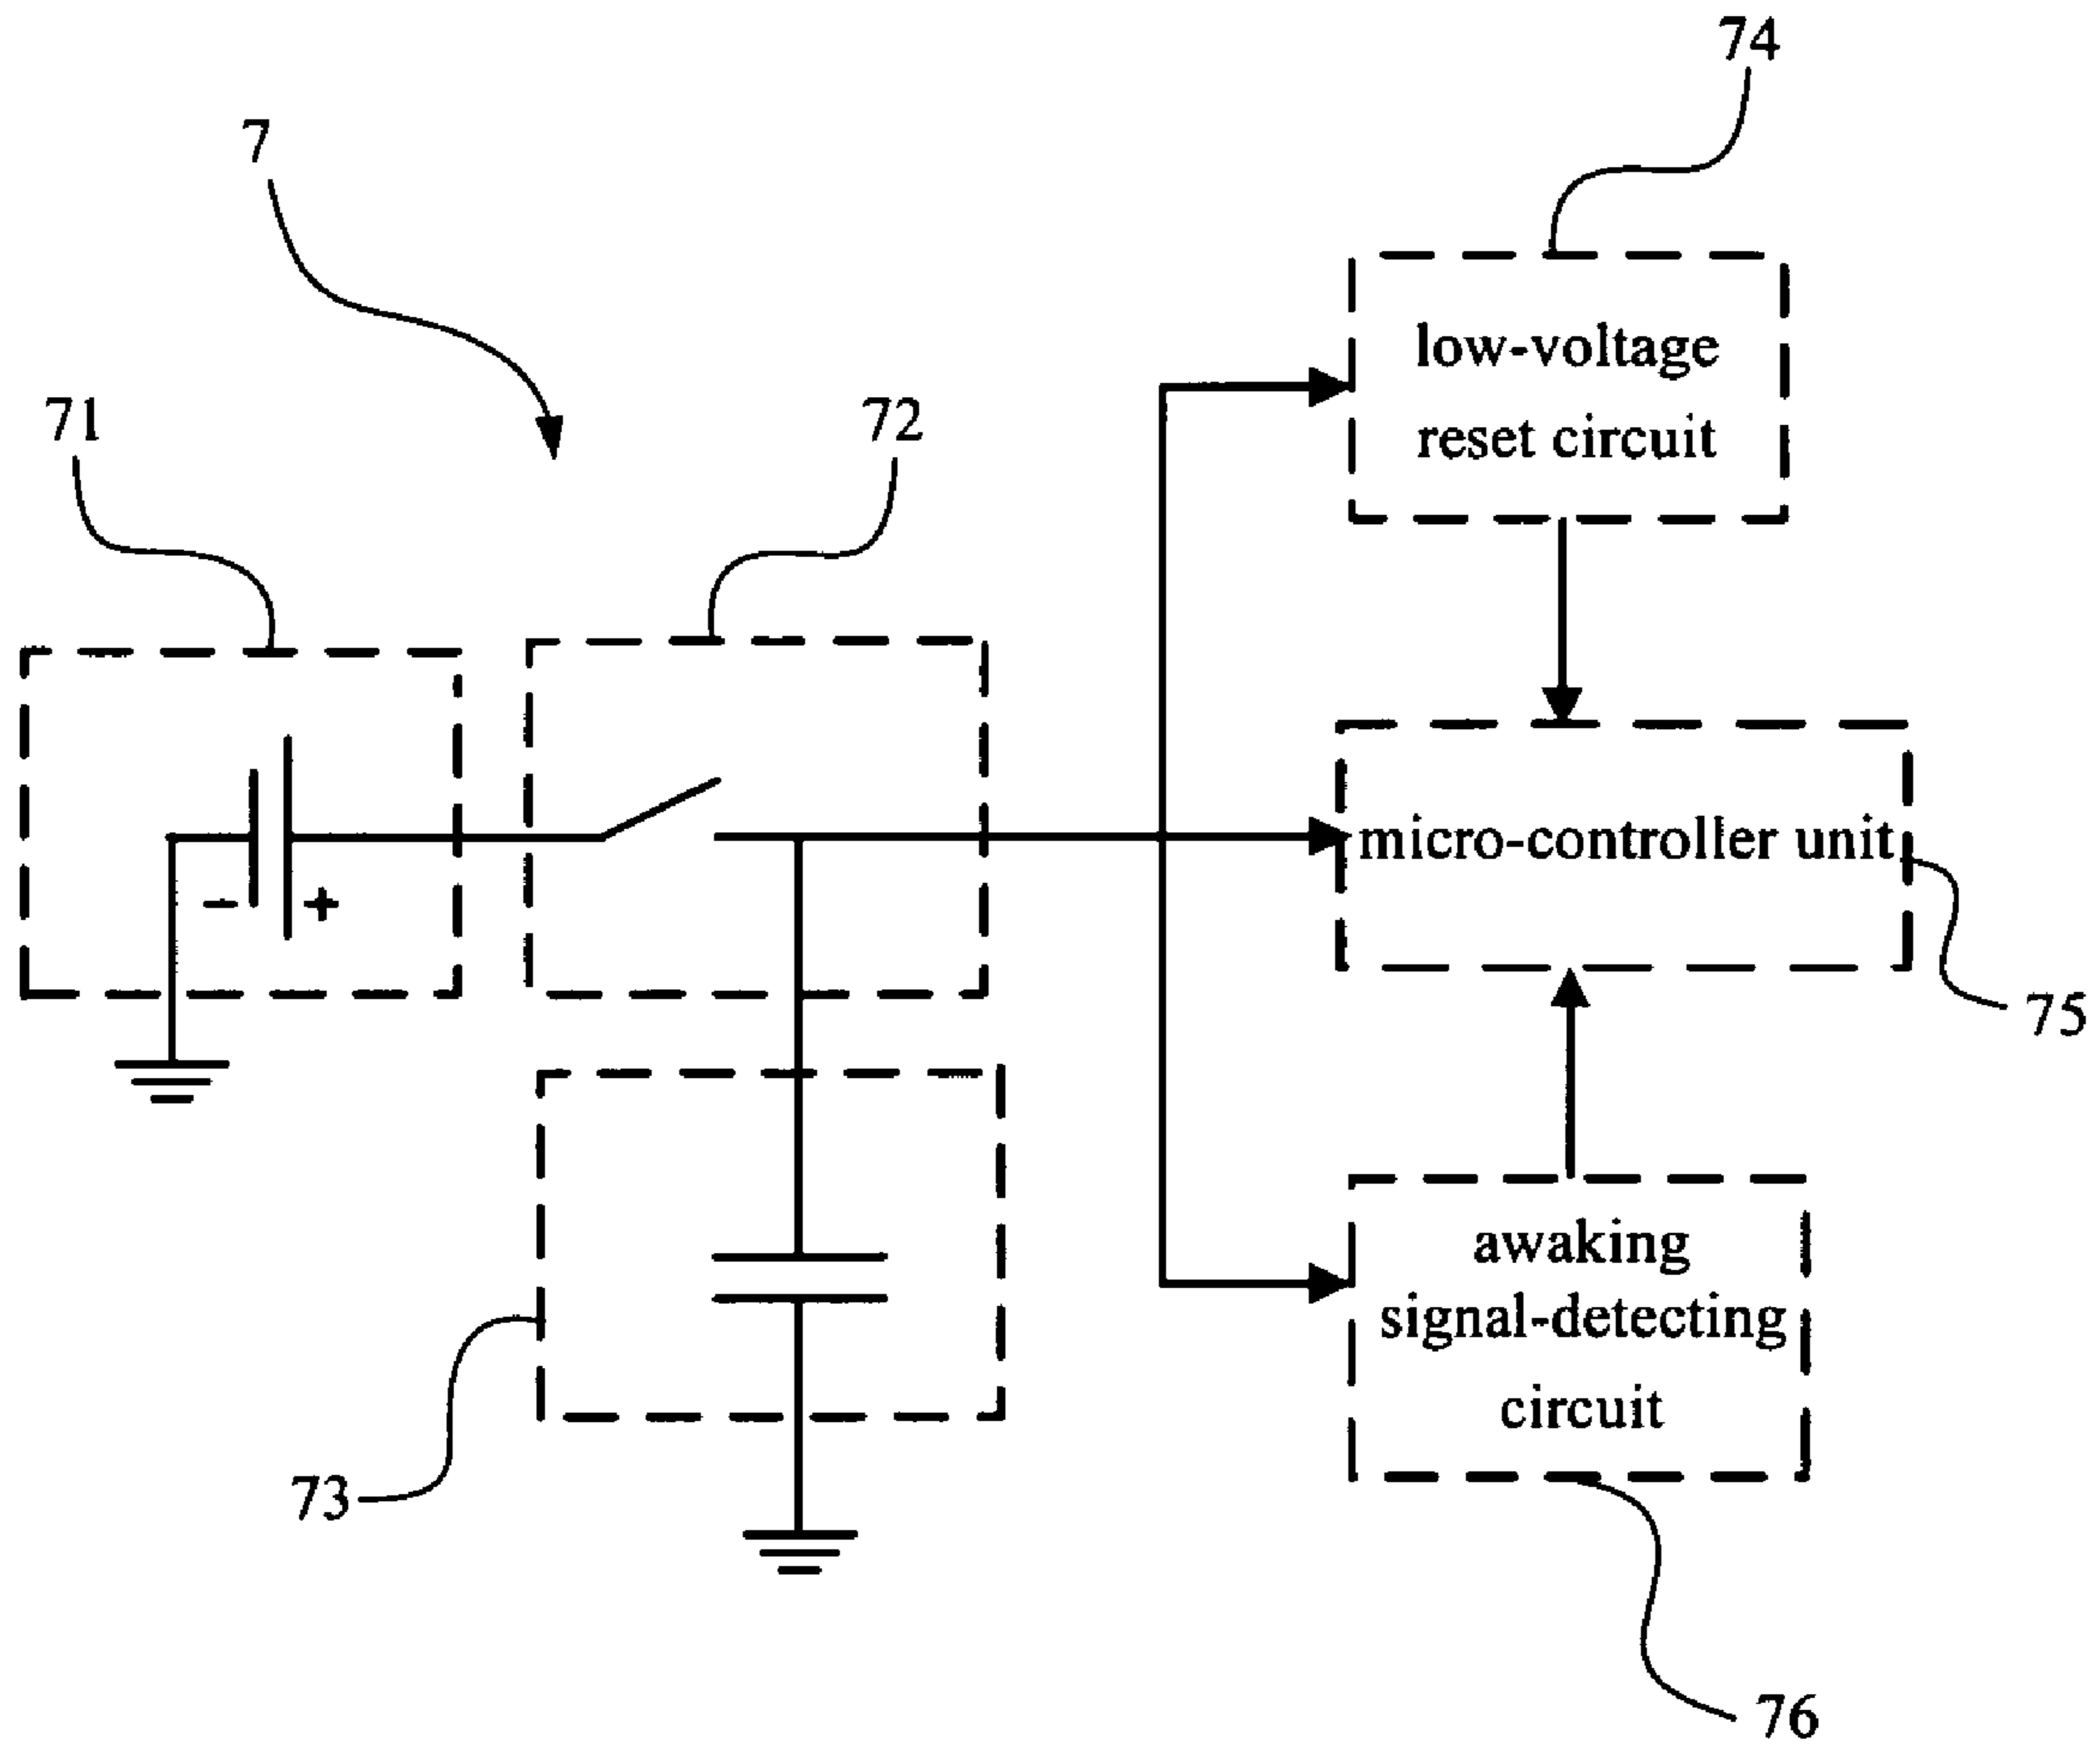 74
7
low-voltage
reset circuit
71
72
- +
micro-controller unit
75
awaking
signal-detecting
circuit
73
76